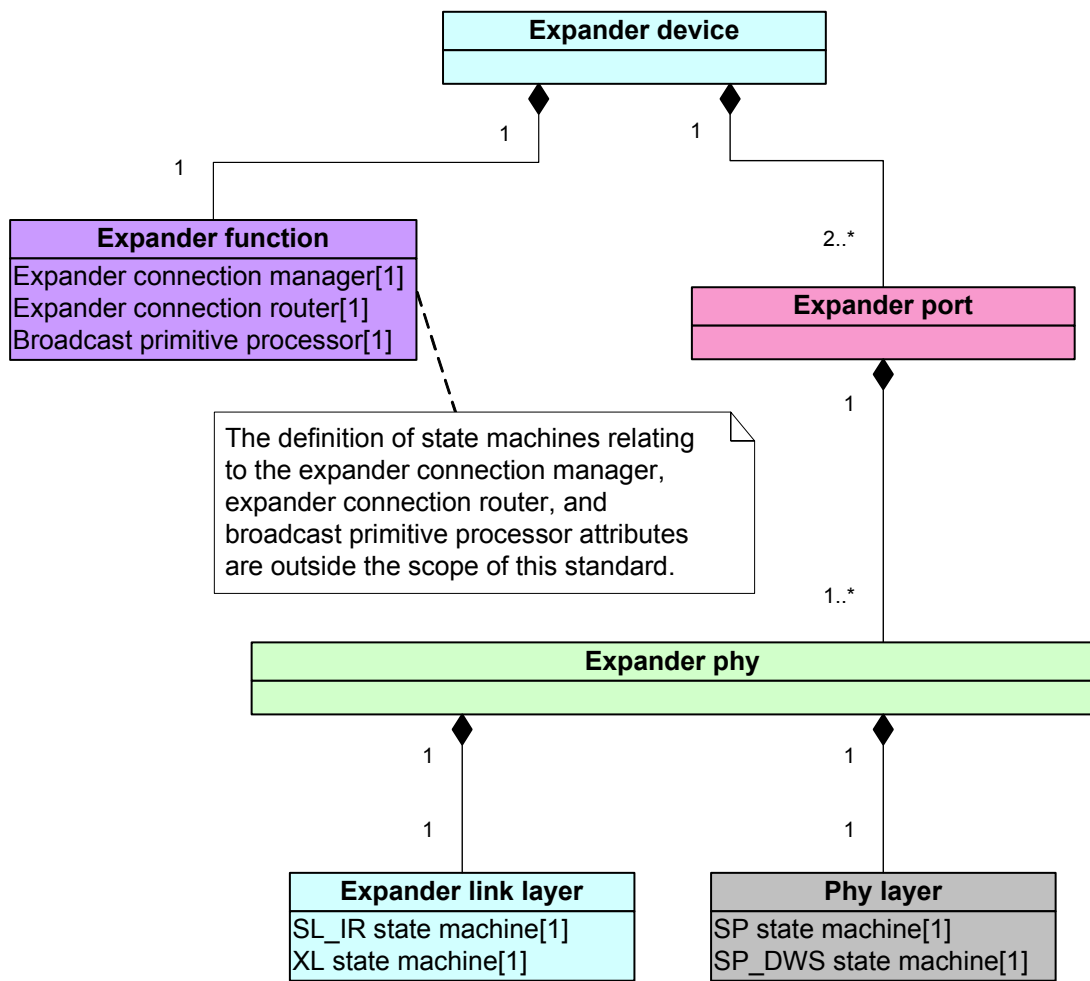 Expander device
1
1
1
Expander function
Expander connection manager[1]
Expander connection router[1]
Broadcast primitive processor[1]
2..*
Expander port
1
The definition of state machines relating
to the expander connection manager,
expander connection router, and
broadcast primitive processor attributes
are outside the scope of this standard.
1..*
Expander phy
1
1
1
1
Expander link layer
SL_IR state machine[1]
XL state machine[1]
Phy layer
SP state machine[1]
SP_DWS state machine[1]